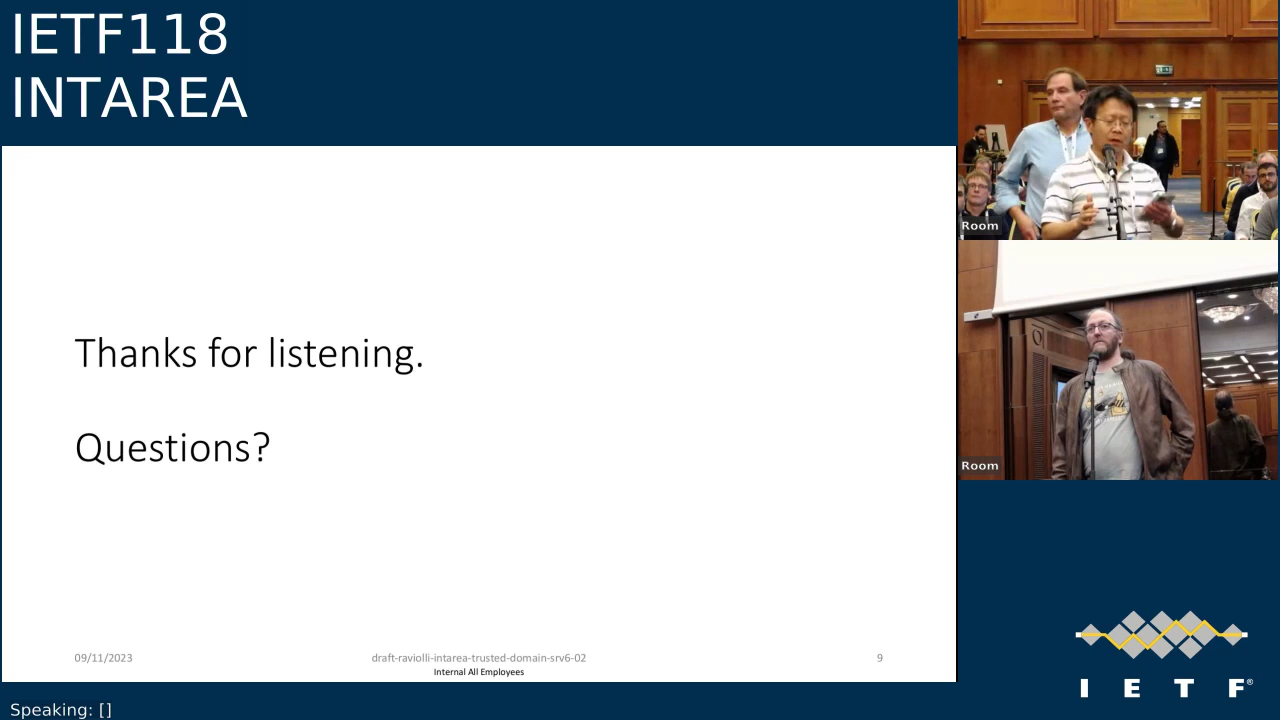 IETF118
INTAREA
Thanks for listening.
Questions?
09/11/2023
draft-raviolli-intarea-trusted-domain-srv6-02
9
Internal All Employees
Room
Room
I E T F®
Speaking: []